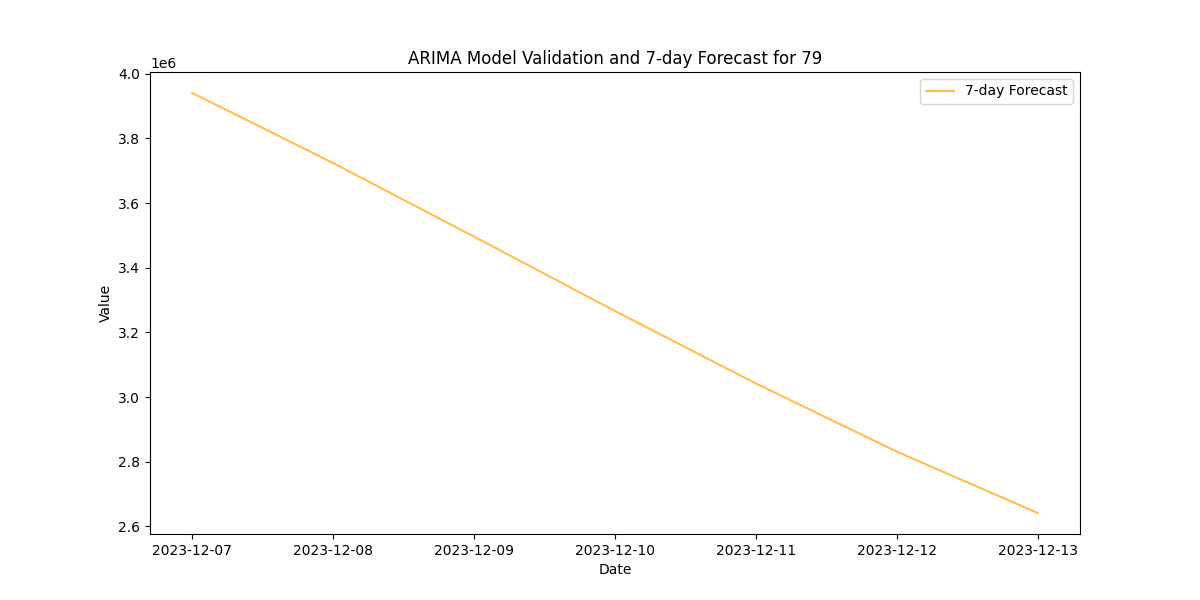 ARIMA Model Validation and 7-day Forecast for 79
1e6
7-day Forecast
4.0
3.8
3.6
3.4
3.2
3.0
2.8
2.6
Value
2023-12-07 2023-12-08 2023-12-09 2023-12-10 2023-12-11 2023-12-12 2023-12-13
Date